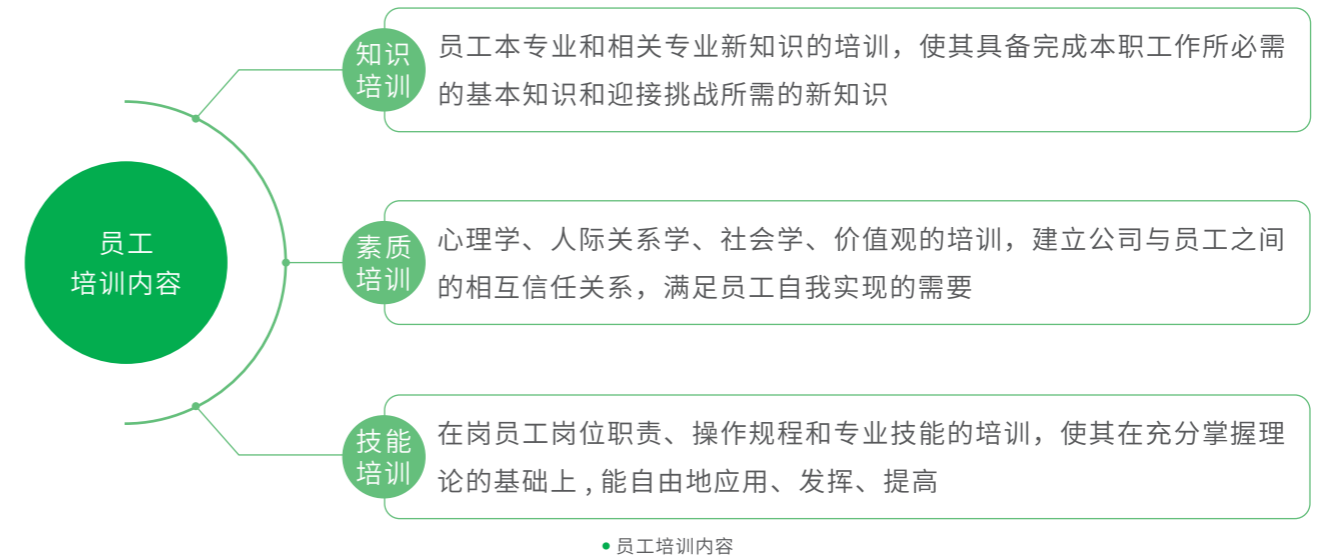 员工
培训内容
知识
培训
员工本专业和相关专业新知识的培训，使其具备完成本职工作所必需
的基本知识和迎接挑战所需的新知识
素质
培训
心理学、人际关系学、社会学、价值观的培训，建立公司与员工之间
的相互信任关系，满足员工自我实现的需要
技能
培训
在岗员工岗位职责、操作规程和专业技能的培训，使其在充分掌握理
论的基础上 , 能自由地应用、发挥、提高
• 员工培训内容